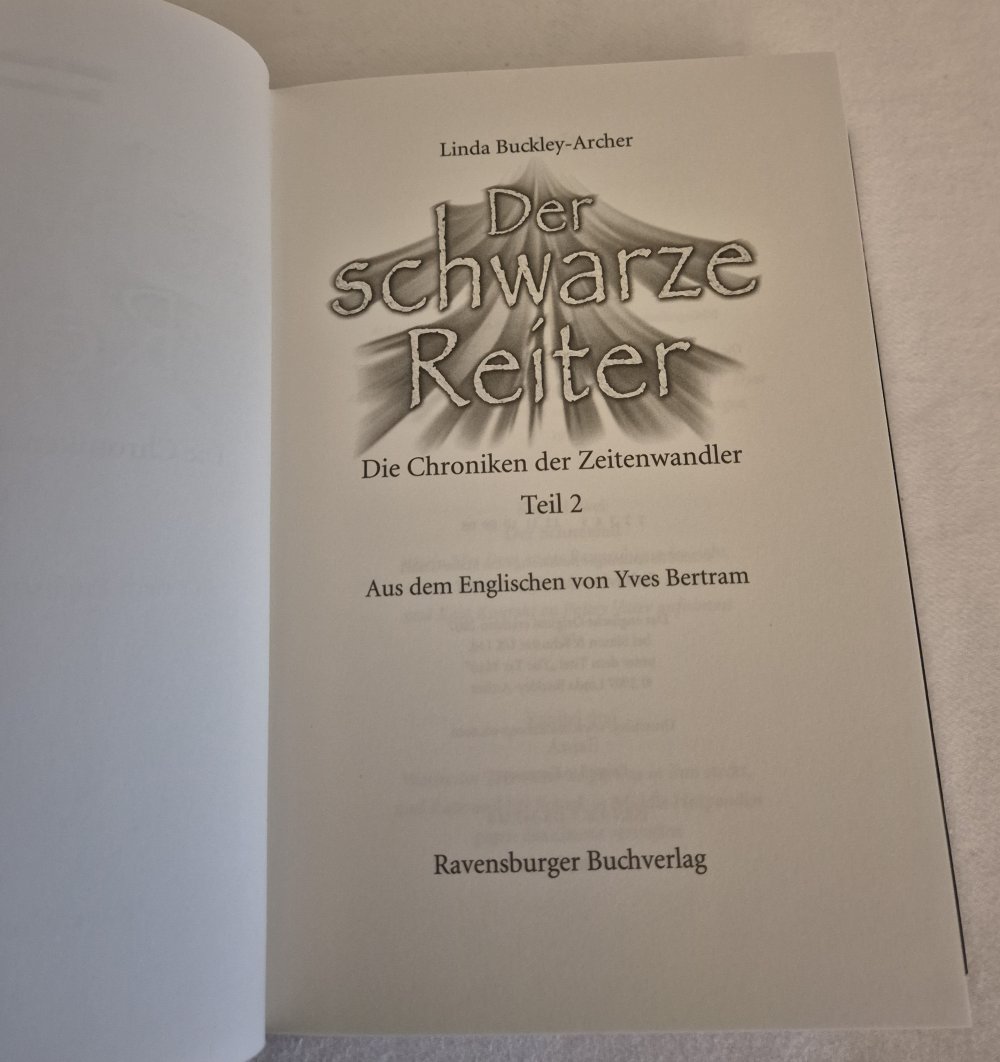 Linda Buckley-Archer
Der
schwarze
Reiter
Die Chroniken der Zeitenwandler
Teil 2
Aus dem Englischen von Yves Bertram
Ravensburger Buchverlag